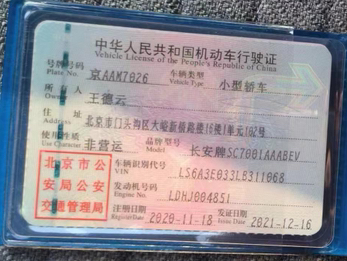 中华人民共和国机动车行驶证
Vehicle License of the People's Republic of China
号牌号码 京AAM7026 车辆类型 小型轿车
Plate No. Vehicle Type
所有人 王德云
Owner
住址 北京市门头沟区大峪新桥路楼16楼1单元102号
Address
使用性质 非营运 品牌型号 长安牌SC7001AAABEV
Use Character Model
北京市公 车辆识别代号 LS6A3E033LB311068
安局公安 VIN
交通管理局 发动机号码 LDHJ004851
Engine No.
注册日期 2020-11-18 发证日期 2021-12-16
Register Date Issue Date